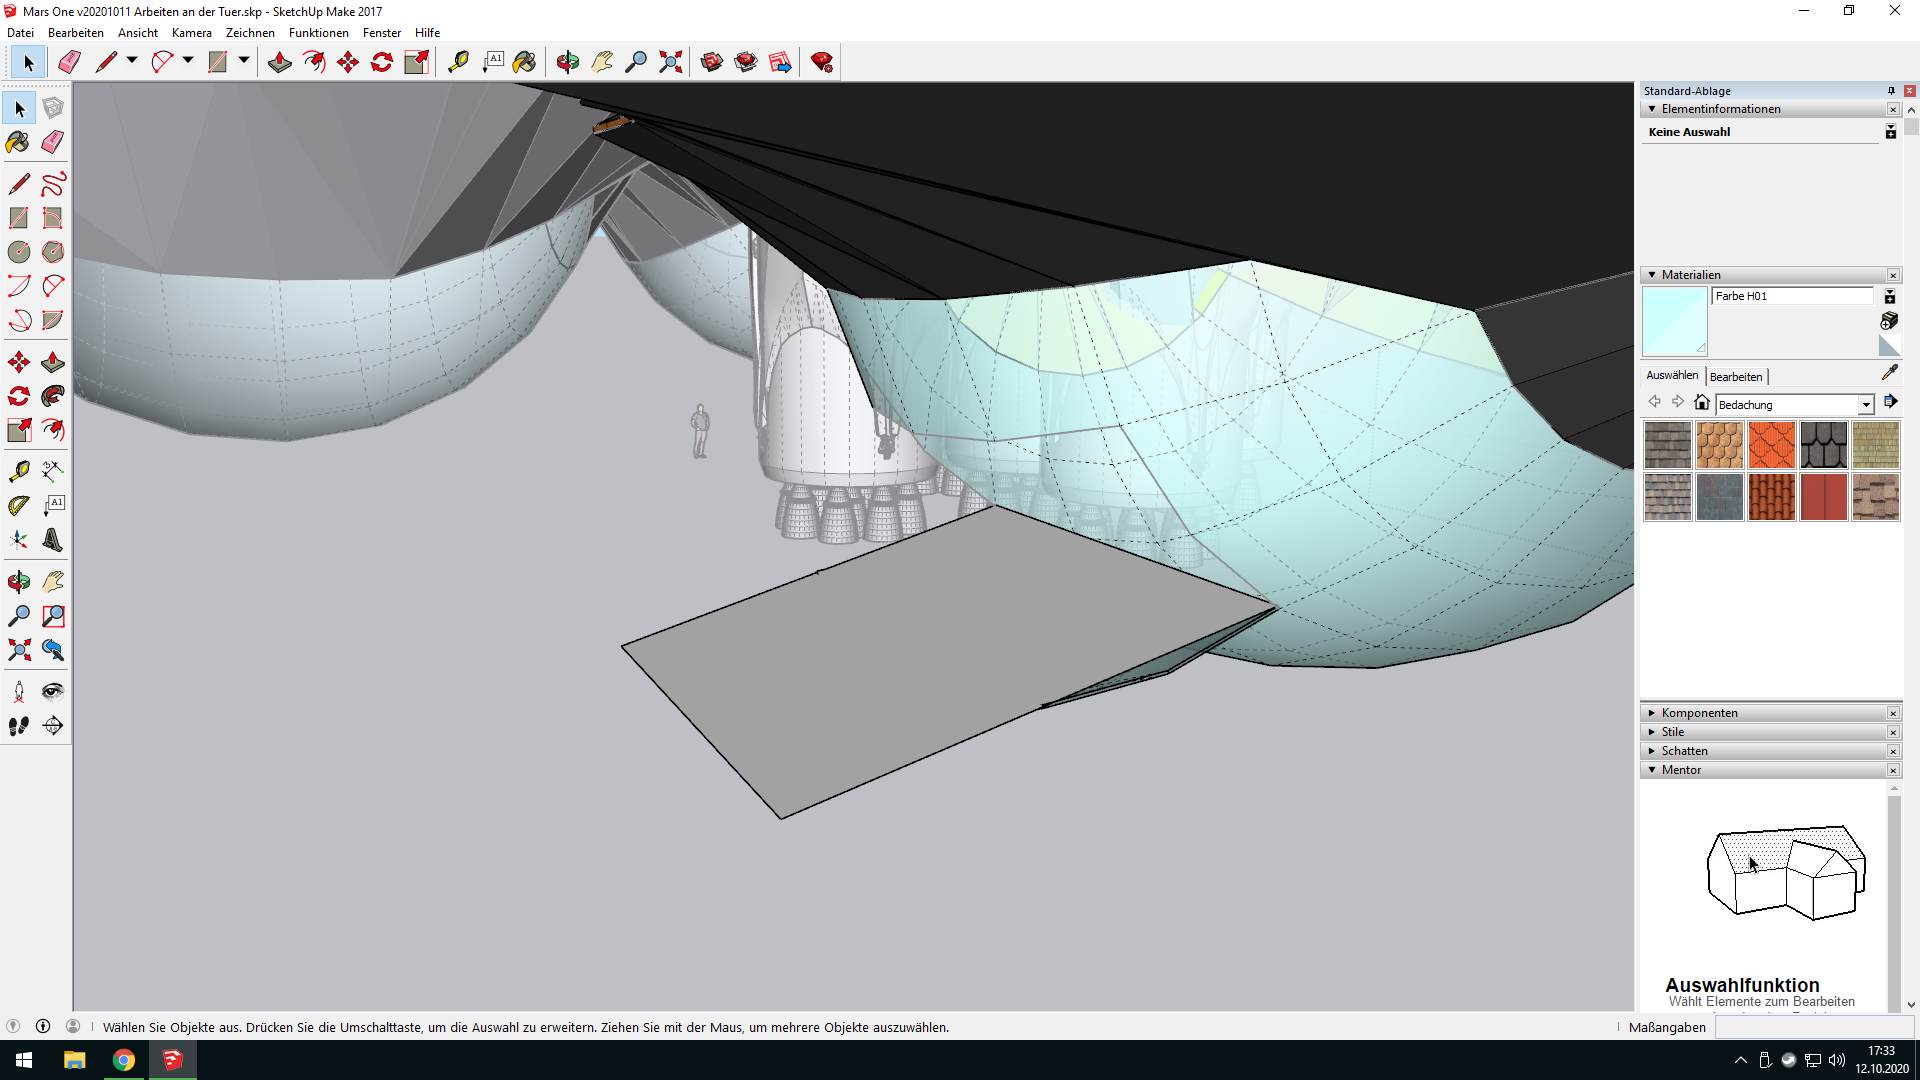 Mars One v20201011 Arbeiten an der Tuer.skp - SketchUp Make 2017
Datei Bearbeiten Ansicht Kamera Zeichnen Funktionen Fenster Hilfe
A1
Standard-Ablage
Elementinformationen
Keine Auswahl
Materialien
Farbe H01
Auswählen
Bearbeiten
Bedachung
A1
Komponenten
Stile
Schatten
Mentor
Auswahlfunktion
Wählt Elemente zum Bearbeiten
Wählen Sie Objekte aus. Drücken Sie die Umschalttaste, um die Auswahl zu erweitern. Ziehen Sie mit der Maus, um mehrere Objekte auszuwählen.
Maßangaben
17:33
12.10.2020